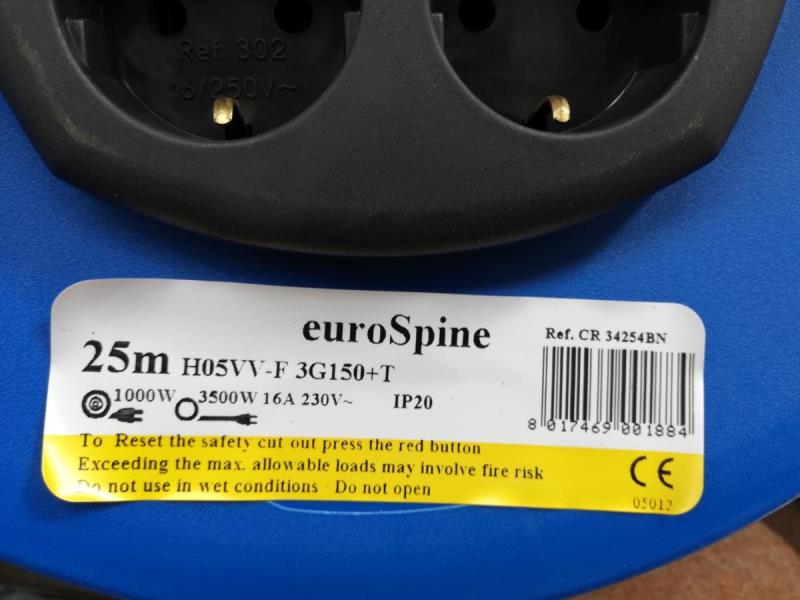 Ref. 302
16/250V~
euroSpine
Ref. CR 34254BN
25m H05VV-F 3G150+T
1000W 3500W 16A 230V~ IP20
8 017469 001884
To Reset the safety cut out press the red button
Exceeding the max. allowable loads may involve fire risk
Do not use in wet conditions Do not open
CE
05012